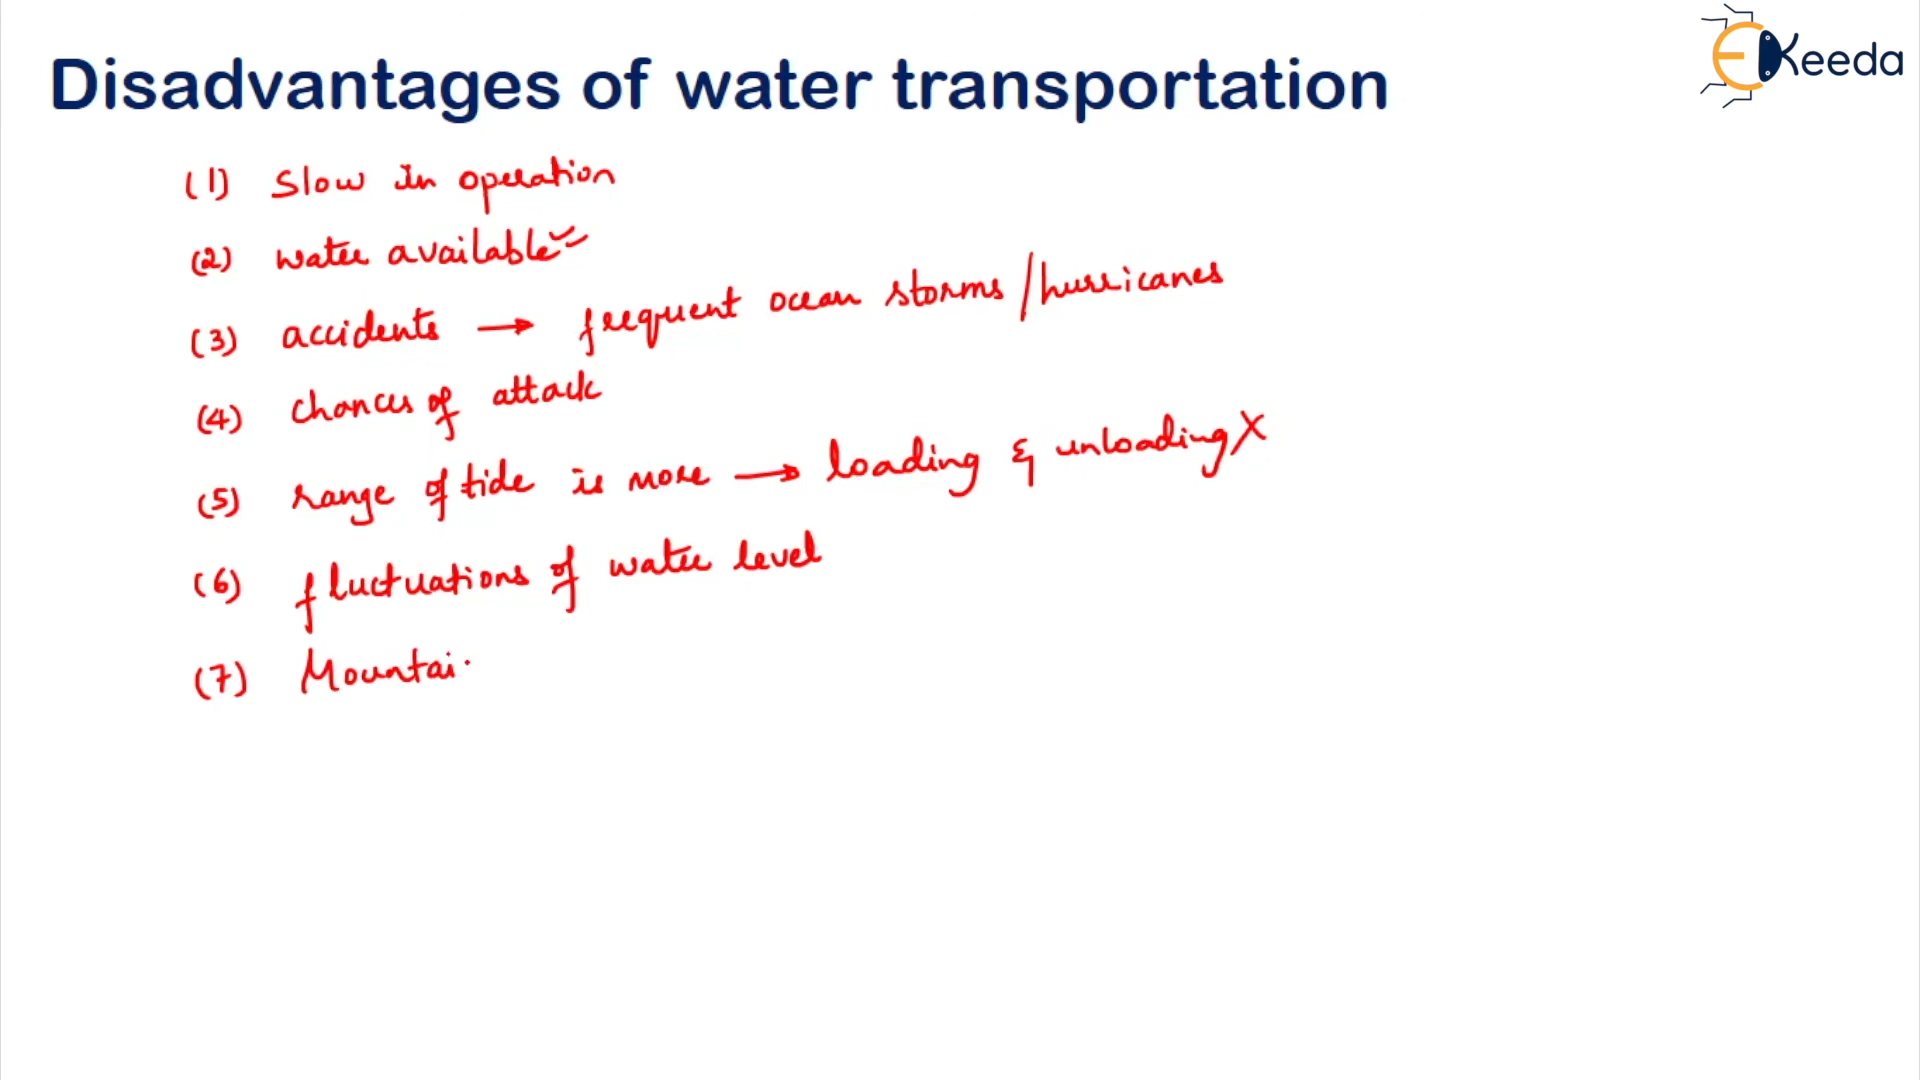 Disadvantages of water transportation
EKeeda
(1) Slow in operation
(2) water available
(3) accidents → frequent ocean storms / hurricanes
(4) chances of attack
(5) range of tide is more → loading & unloading X
(6) fluctuations of water level
(7) Mountai